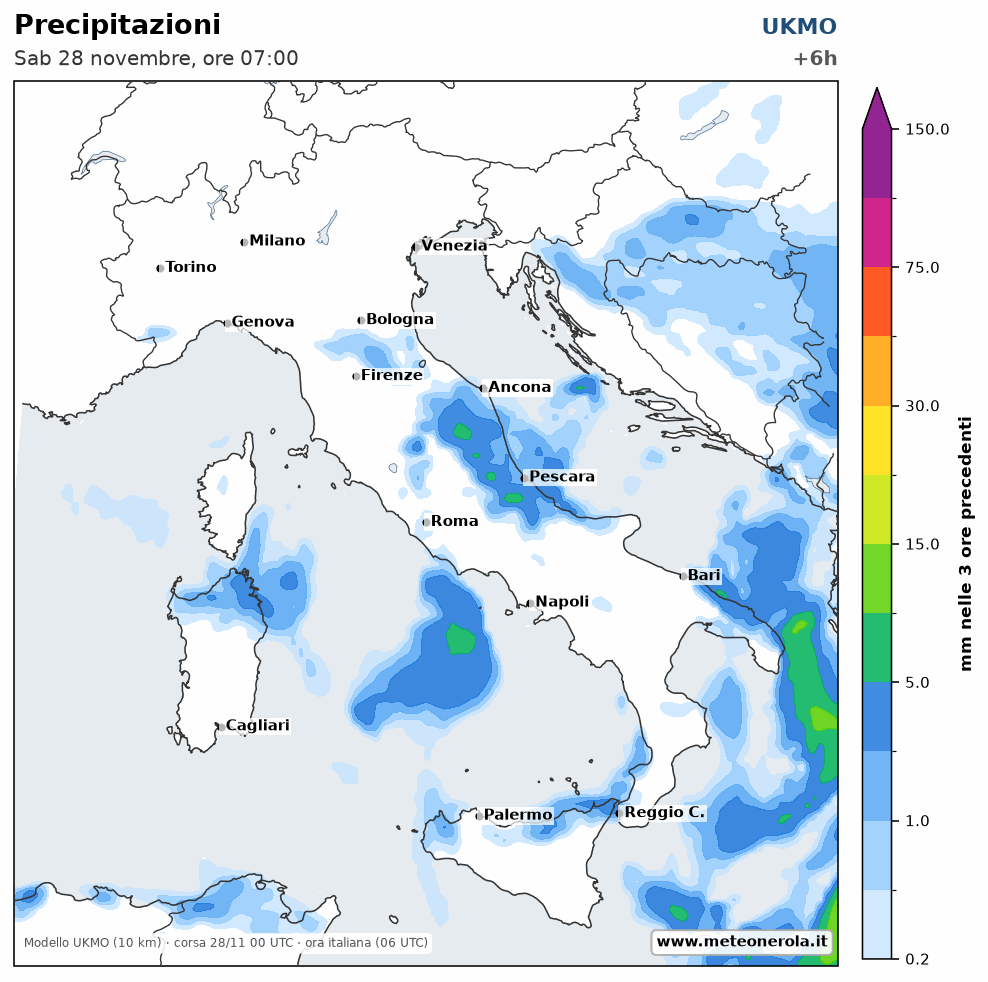 Precipitazioni
UKMO
Sab 28 novembre, ore 07:00
+6h
Milano
Venezia
Torino
Genova
Bologna
Firenze
Ancona
Pescara
Roma
Bari
Napoli
Cagliari
Palermo
Reggio C.
150.0
75.0
30.0
15.0
5.0
1.0
0.2
mm nelle 3 ore precedenti
Modello UKMO (10 km) · corsa 28/11 00 UTC · ora italiana (06 UTC)
www.meteonerola.it